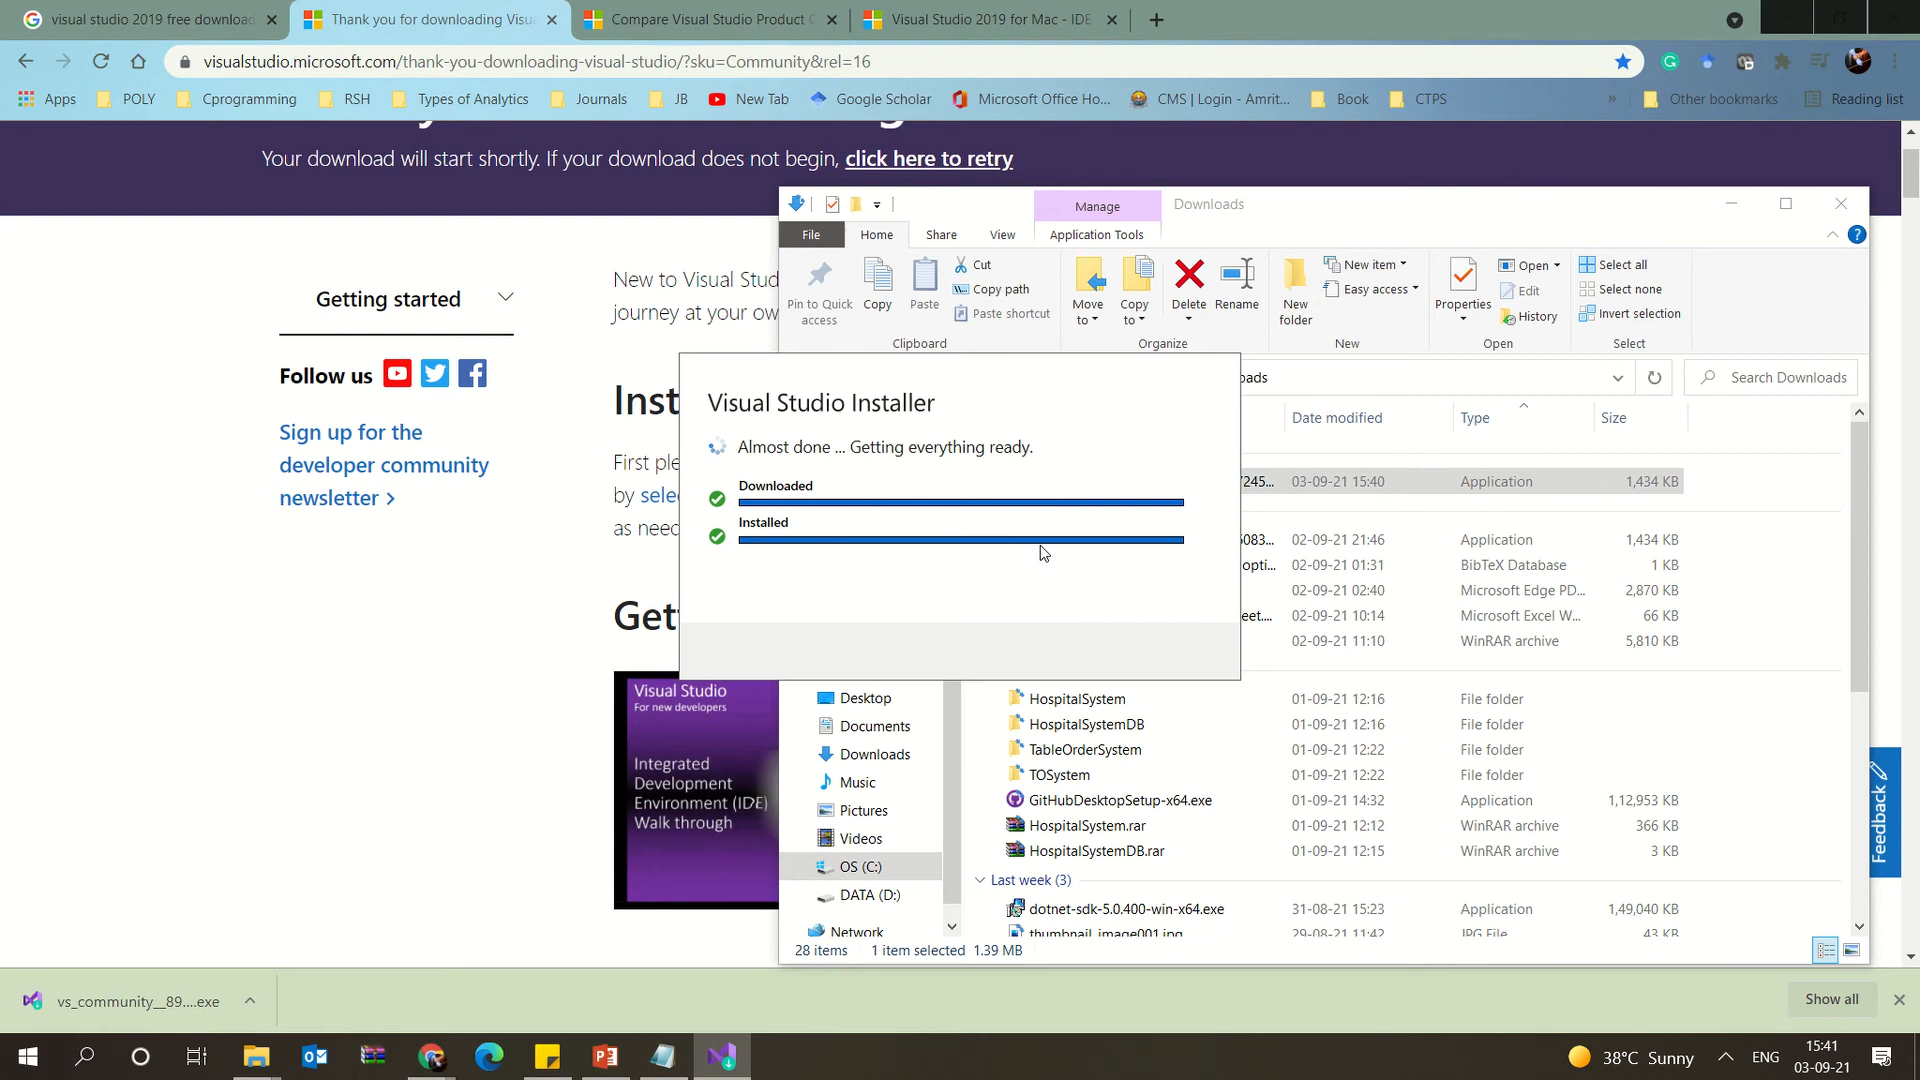 visual studio 2019 free download
Thank you for downloading Visu
Compare Visual Studio Product C
Visual Studio 2019 for Mac - IDE
visualstudio.microsoft.com/thank-you-downloading-visual-studio/?sku=Community&rel=16
Apps
POLY
Cprogramming
RSH
Types of Analytics
Journals
JB
New Tab
Google Scholar
Microsoft Office Ho...
CMS | Login - Amrit...
Book
CTPS
»
Other bookmarks
Reading list
Your download will start shortly. If your download does not begin, click here to retry
Manage
Downloads
File
Home
Share
View
Application Tools
Pin to Quick access
Copy
Paste
Cut
Copy path
Paste shortcut
Clipboard
Move to
Copy to
Delete
Rename
Organize
New folder
New item
Easy access
New
Properties
Open
Edit
History
Open
Select all
Select none
Invert selection
Select
Getting started
New to Visual Stud
journey at your ow
Follow us
Sign up for the
developer community
newsletter >
Inst
First ple
by sele
as need
Get
Visual Studio
For new developers
Integrated
Development
Environment (IDE)
Walk through
Visual Studio Installer
Almost done ... Getting everything ready.
Downloaded
Installed
oads
Search Downloads
Date modified
Type
Size
7245... 03-09-21 15:40 Application 1,434 KB
5083... 02-09-21 21:46 Application 1,434 KB
opti... 02-09-21 01:31 BibTeX Database 1 KB
02-09-21 02:40 Microsoft Edge PD... 2,870 KB
eet.... 02-09-21 10:14 Microsoft Excel W... 66 KB
02-09-21 11:10 WinRAR archive 5,810 KB
Desktop
Documents
Downloads
Music
Pictures
Videos
OS (C:)
DATA (D:)
Network
HospitalSystem 01-09-21 12:16 File folder
HospitalSystemDB 01-09-21 12:16 File folder
TableOrderSystem 01-09-21 12:22 File folder
TOSystem 01-09-21 12:22 File folder
GitHubDesktopSetup-x64.exe 01-09-21 14:32 Application 1,12,953 KB
HospitalSystem.rar 01-09-21 12:12 WinRAR archive 366 KB
HospitalSystemDB.rar 01-09-21 12:15 WinRAR archive 3 KB
Last week (3)
dotnet-sdk-5.0.400-win-x64.exe 31-08-21 15:23 Application 1,49,040 KB
thumbnail_image001.jpg 29-08-21 11:42 JPG File 43 KB
28 items 1 item selected 1.39 MB
Feedback
vs_community__89....exe
Show all
38°C Sunny
ENG
15:41
03-09-21